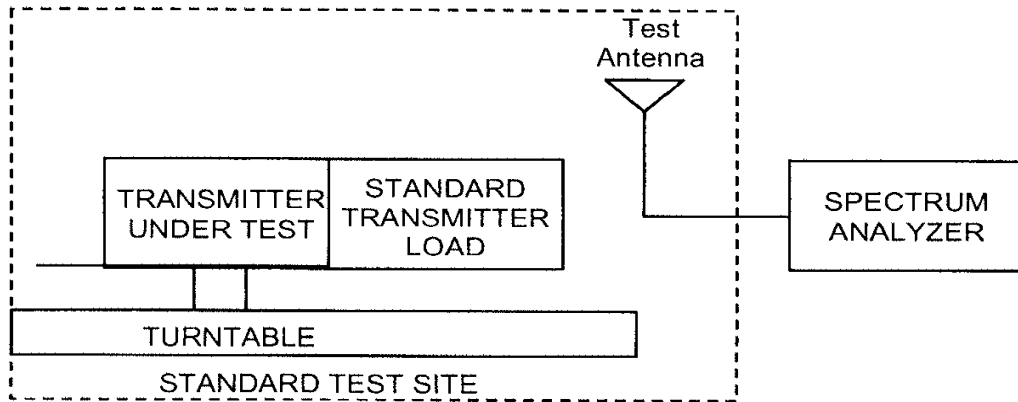 Test
Antenna
TRANSMITTER
UNDER TEST
STANDARD
TRANSMITTER
LOAD
SPECTRUM
ANALYZER
TURNTABLE
STANDARD TEST SITE